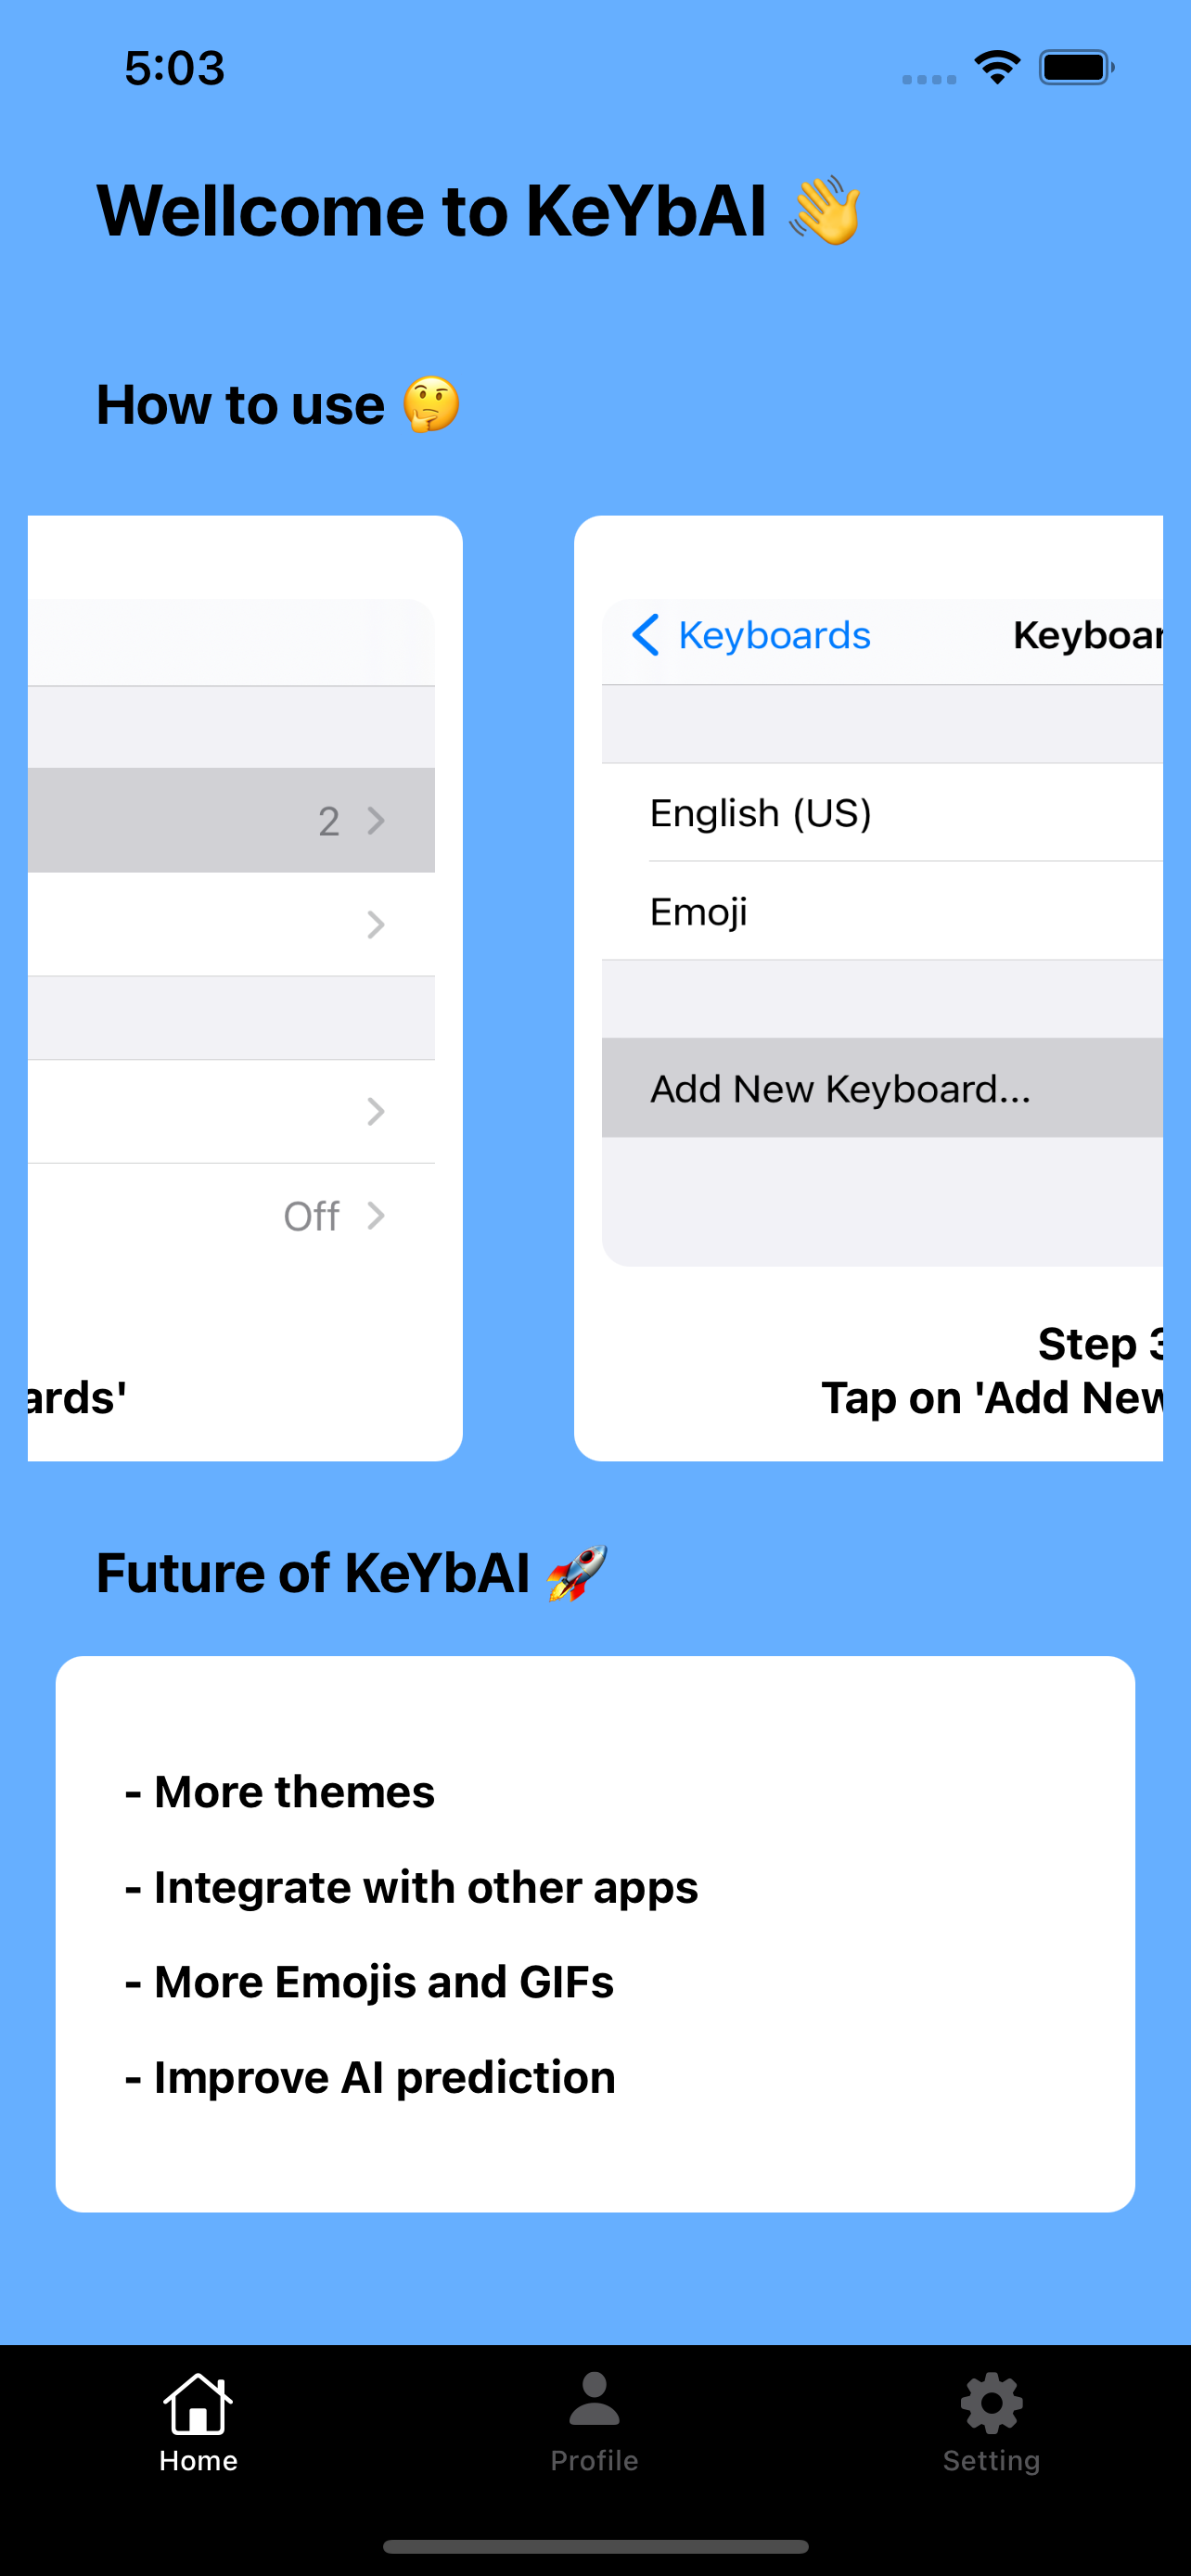 5:03
Wellcome to KeYbAI 👋
How to use 🤔
2
Off
ards'
Keyboards
Keyboar
English (US)
Emoji
Add New Keyboard...
Step 3
Tap on 'Add New
Future of KeYbAI 🚀
- More themes
- Integrate with other apps
- More Emojis and GIFs
- Improve AI prediction
Home
Profile
Setting